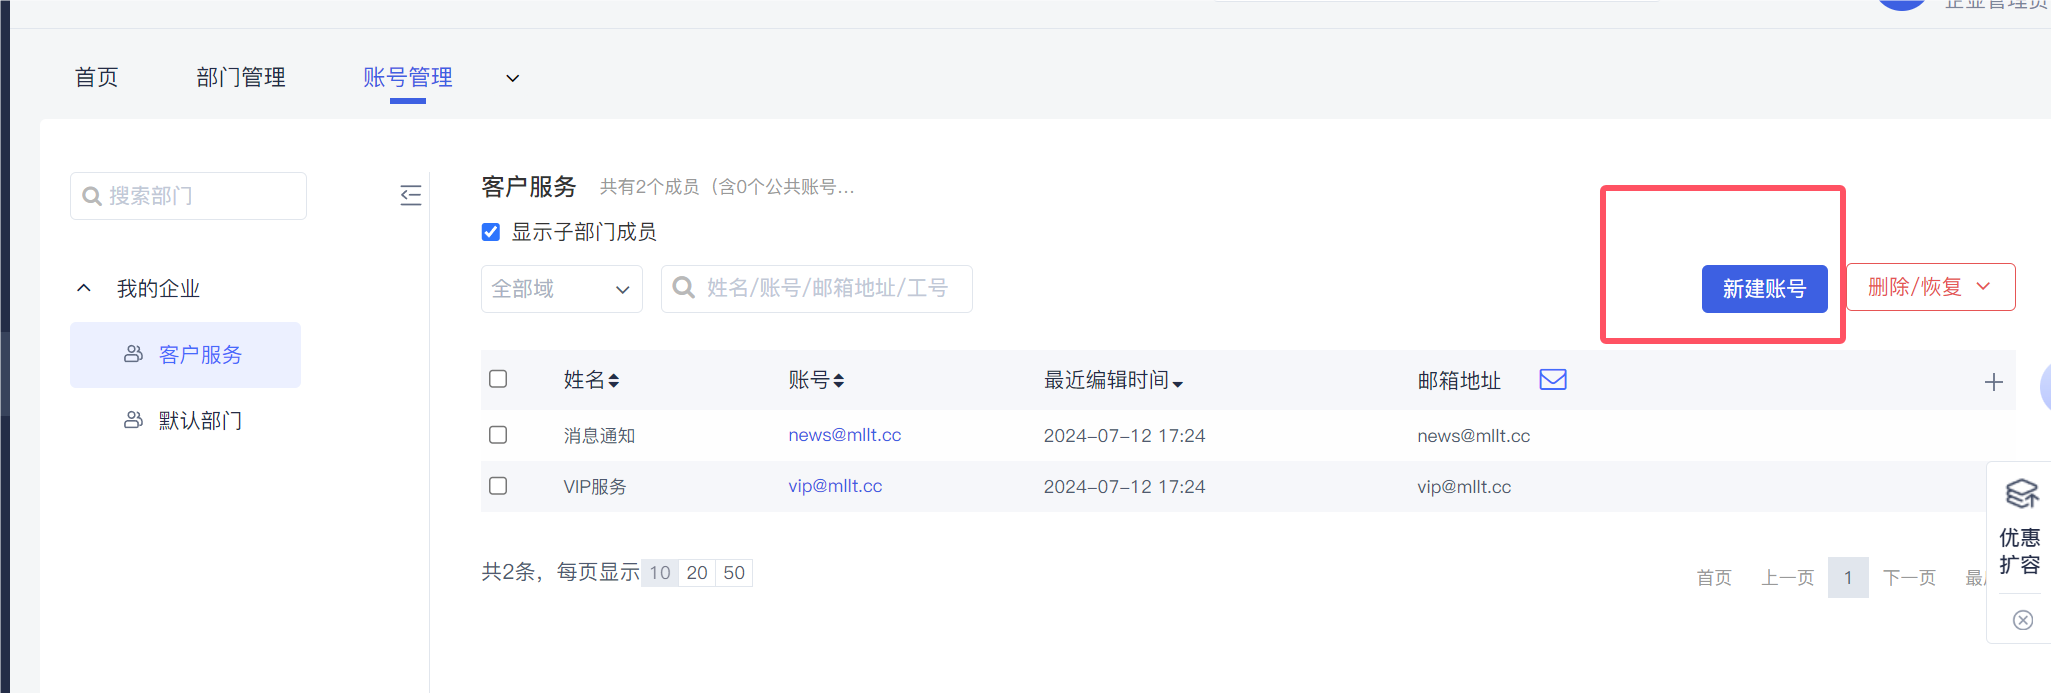 首页 部门管理 账号管理
搜索部门
我的企业
客户服务
默认部门
客户服务 共有2个成员（含0个公共账号...
显示子部门成员
全部域 姓名/账号/邮箱地址/工号 新建账号 删除/恢复
姓名 账号 最近编辑时间 邮箱地址
消息通知 news@mllt.cc 2024-07-12 17:24 news@mllt.cc
VIP服务 vip@mllt.cc 2024-07-12 17:24 vip@mllt.cc
共2条，每页显示 10 20 50
首页 上一页 1 下一页 最
优惠
扩容